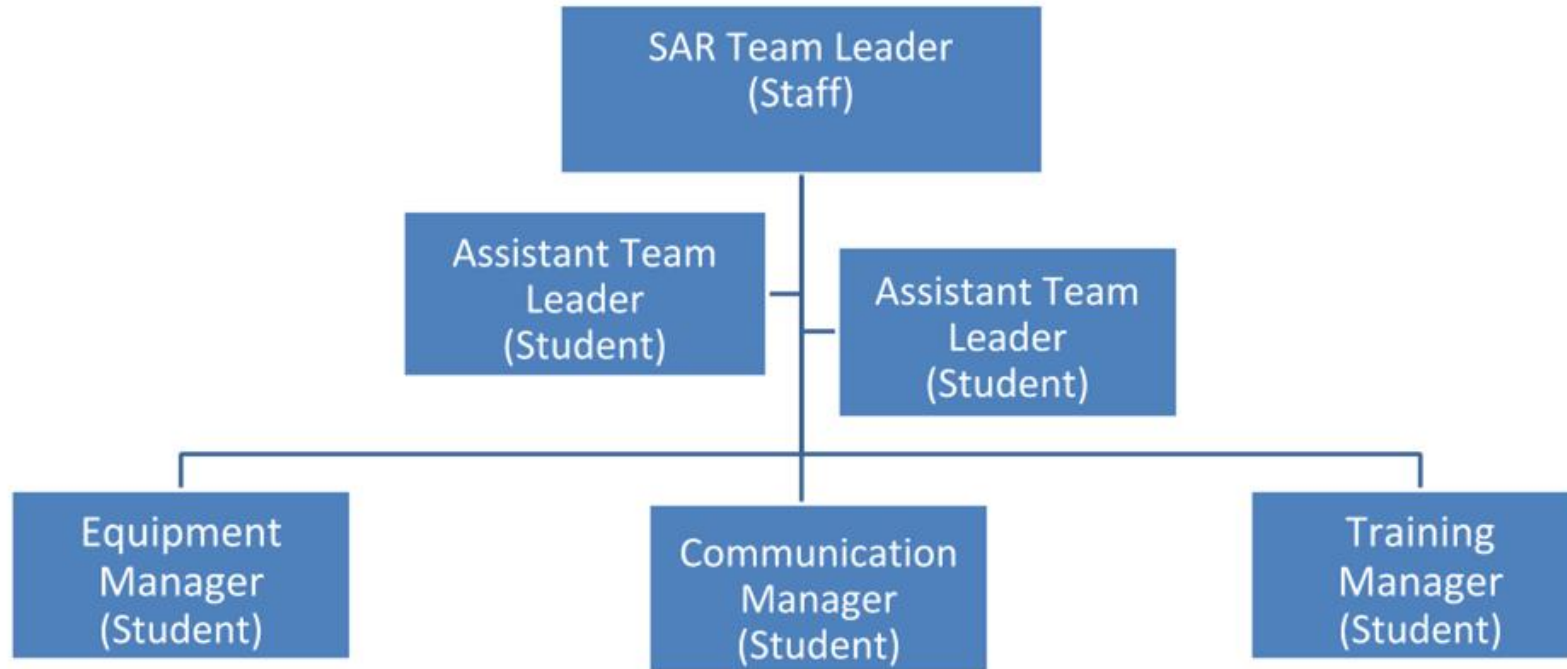 SAR Team Leader
(Staff)
Assistant Team
Leader
(Student)
Assistant Team
Leader
(Student)
Equipment
Manager
(Student)
Communication
Manager
(Student)
Training
Manager
(Student)